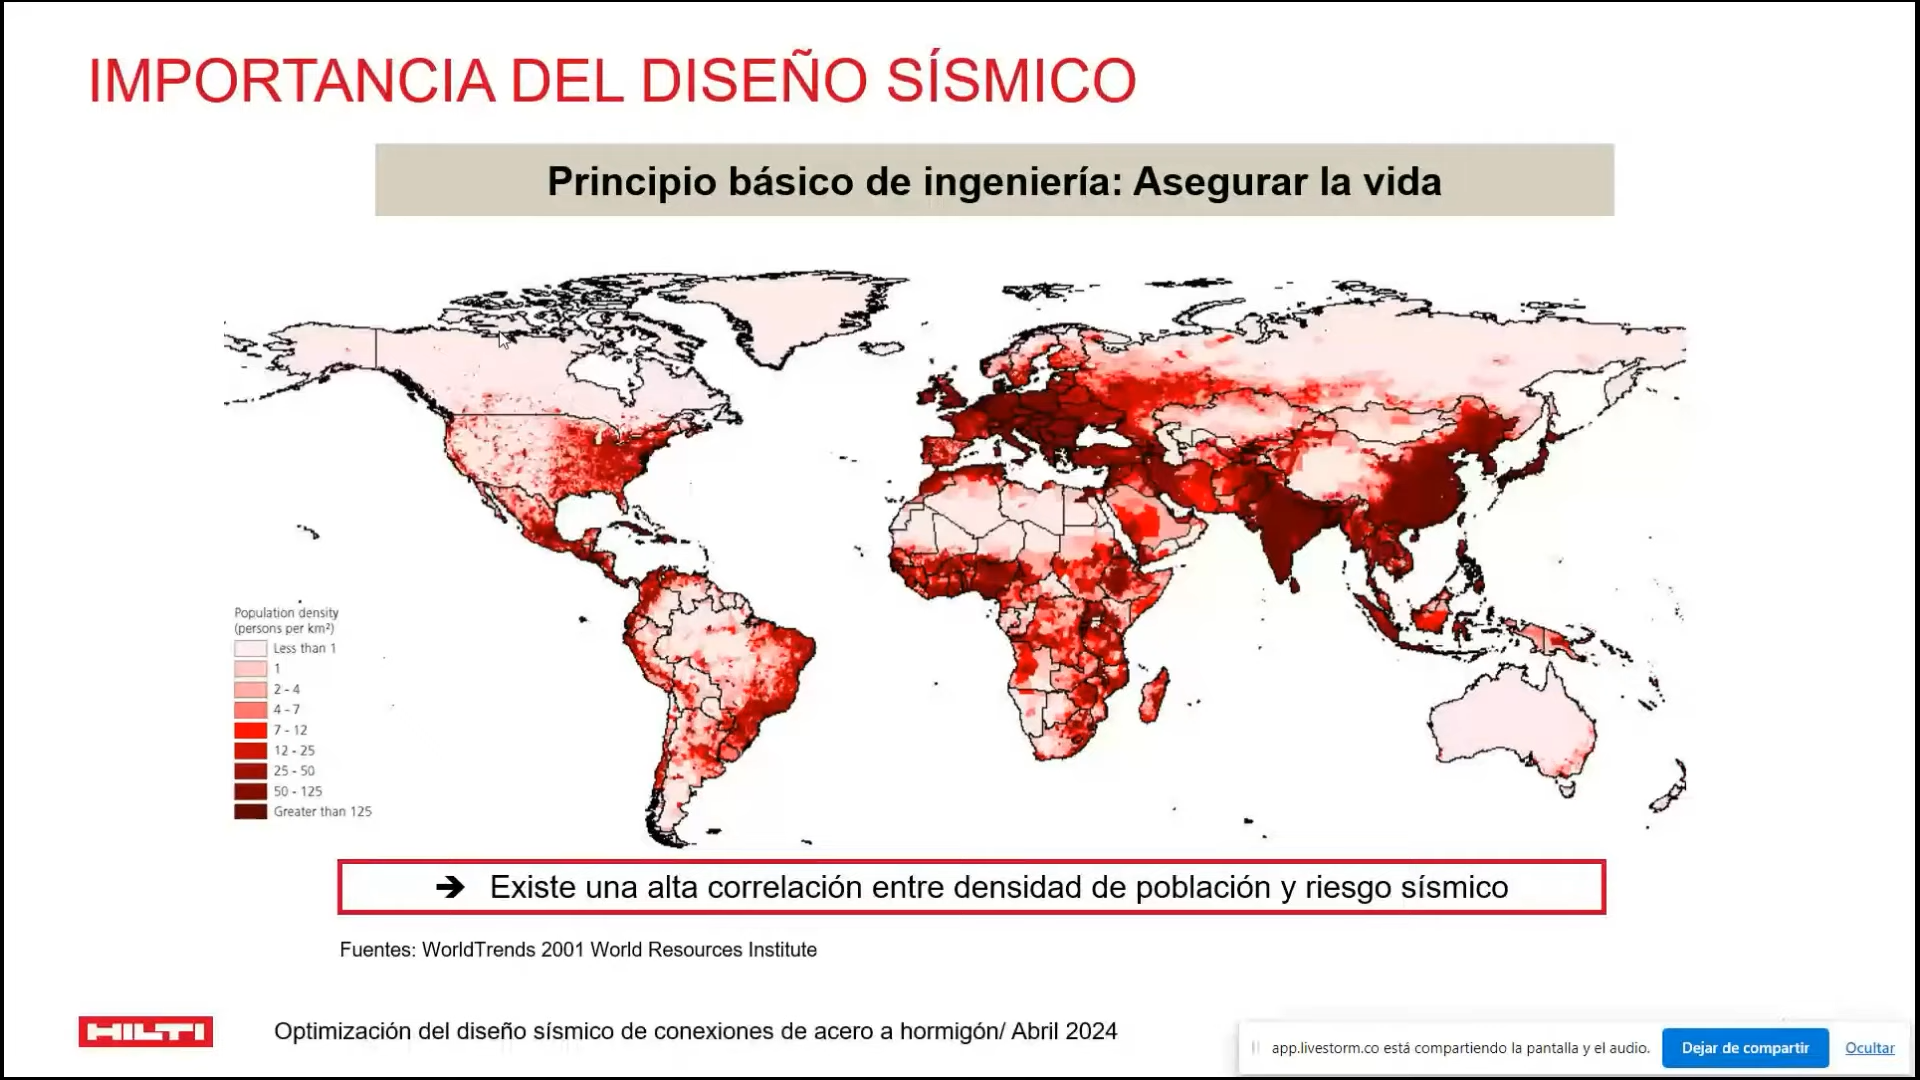 IMPORTANCIA DEL DISEÑO SÍSMICO
Principio básico de ingeniería: Asegurar la vida
Population density
(persons per km²)
Less than 1
1
2 - 4
4 - 7
7 - 12
12 - 25
25 - 50
50 - 125
Greater than 125
➔ Existe una alta correlación entre densidad de población y riesgo sísmico
Fuentes: WorldTrends 2001 World Resources Institute
HILTI
Optimización del diseño sísmico de conexiones de acero a hormigón/ Abril 2024
app.livestorm.co está compartiendo la pantalla y el audio.
Dejar de compartir
Ocultar